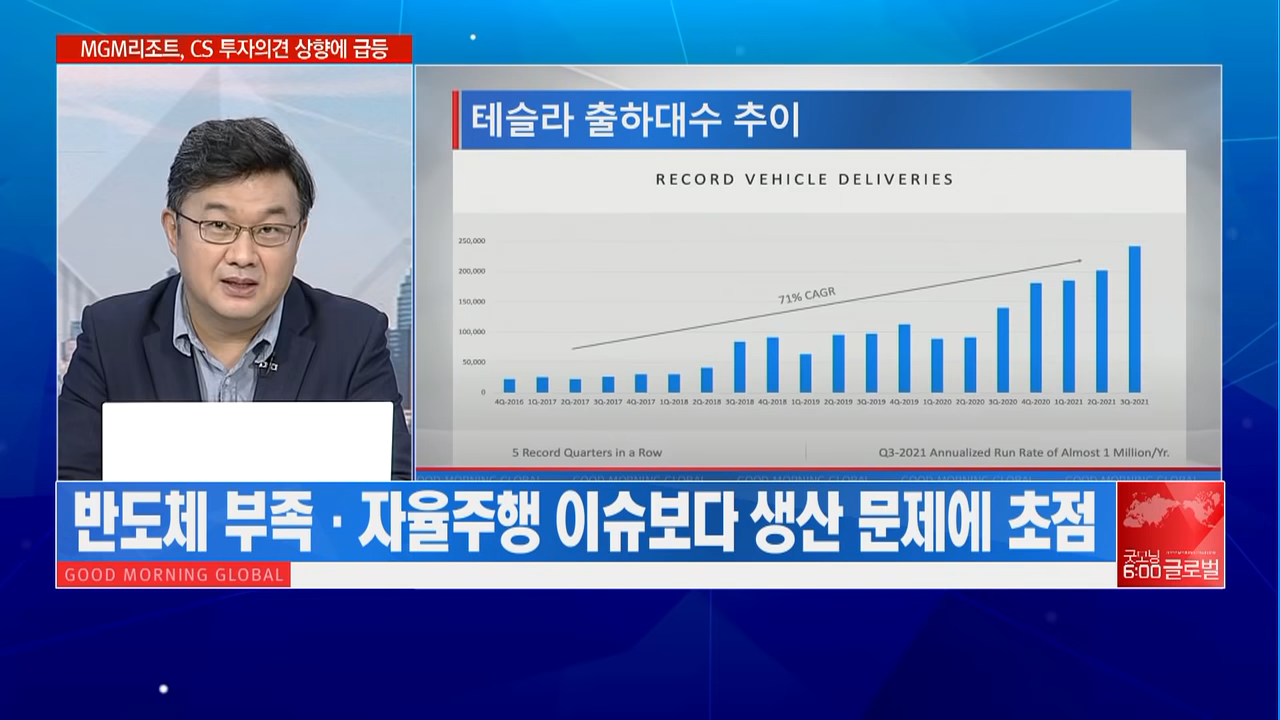 MGM리조트, CS 투자의견 상향에 급등
테슬라 출하대수 추이
RECORD VEHICLE DELIVERIES
250,000
200,000
150,000
100,000
50,000
0
71% CAGR
4Q-2016 1Q-2017 2Q-2017 3Q-2017 4Q-2017 1Q-2018 2Q-2018 3Q-2018 4Q-2018 1Q-2019 2Q-2019 3Q-2019 4Q-2019 1Q-2020 2Q-2020 3Q-2020 4Q-2020 1Q-2021 2Q-2021 3Q-2021
5 Record Quarters in a Row
Q3-2021 Annualized Run Rate of Almost 1 Million/Yr.
반도체 부족·자율주행 이슈보다 생산 문제에 초점
GOOD MORNING GLOBAL
굿모닝
6:00 글로벌